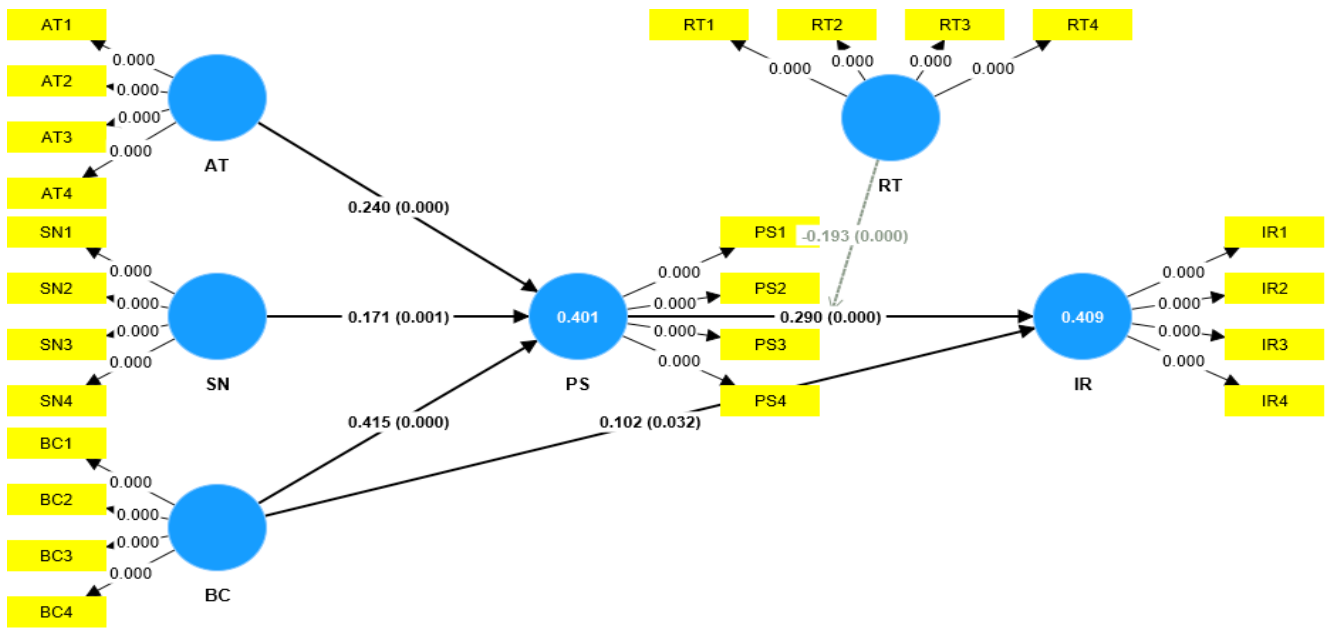 AT1
0.000
AT2
0.000
AT3
0.000
AT4
0.000
AT
RT1
RT2
RT3
RT4
0.000
0.000
0.000
0.000
RT
0.240 (0.000)
-0.193 (0.000)
SN1
0.000
SN2
0.000
SN3
0.000
SN4
0.000
SN
0.171 (0.001)
0.401
PS
PS1
0.000
PS2
0.000
PS3
0.000
PS4
0.000
0.290 (0.000)
0.409
IR
IR1
0.000
IR2
0.000
IR3
0.000
IR4
0.000
BC1
0.000
BC2
0.000
BC3
0.000
BC4
0.000
BC
0.415 (0.000)
0.102 (0.032)